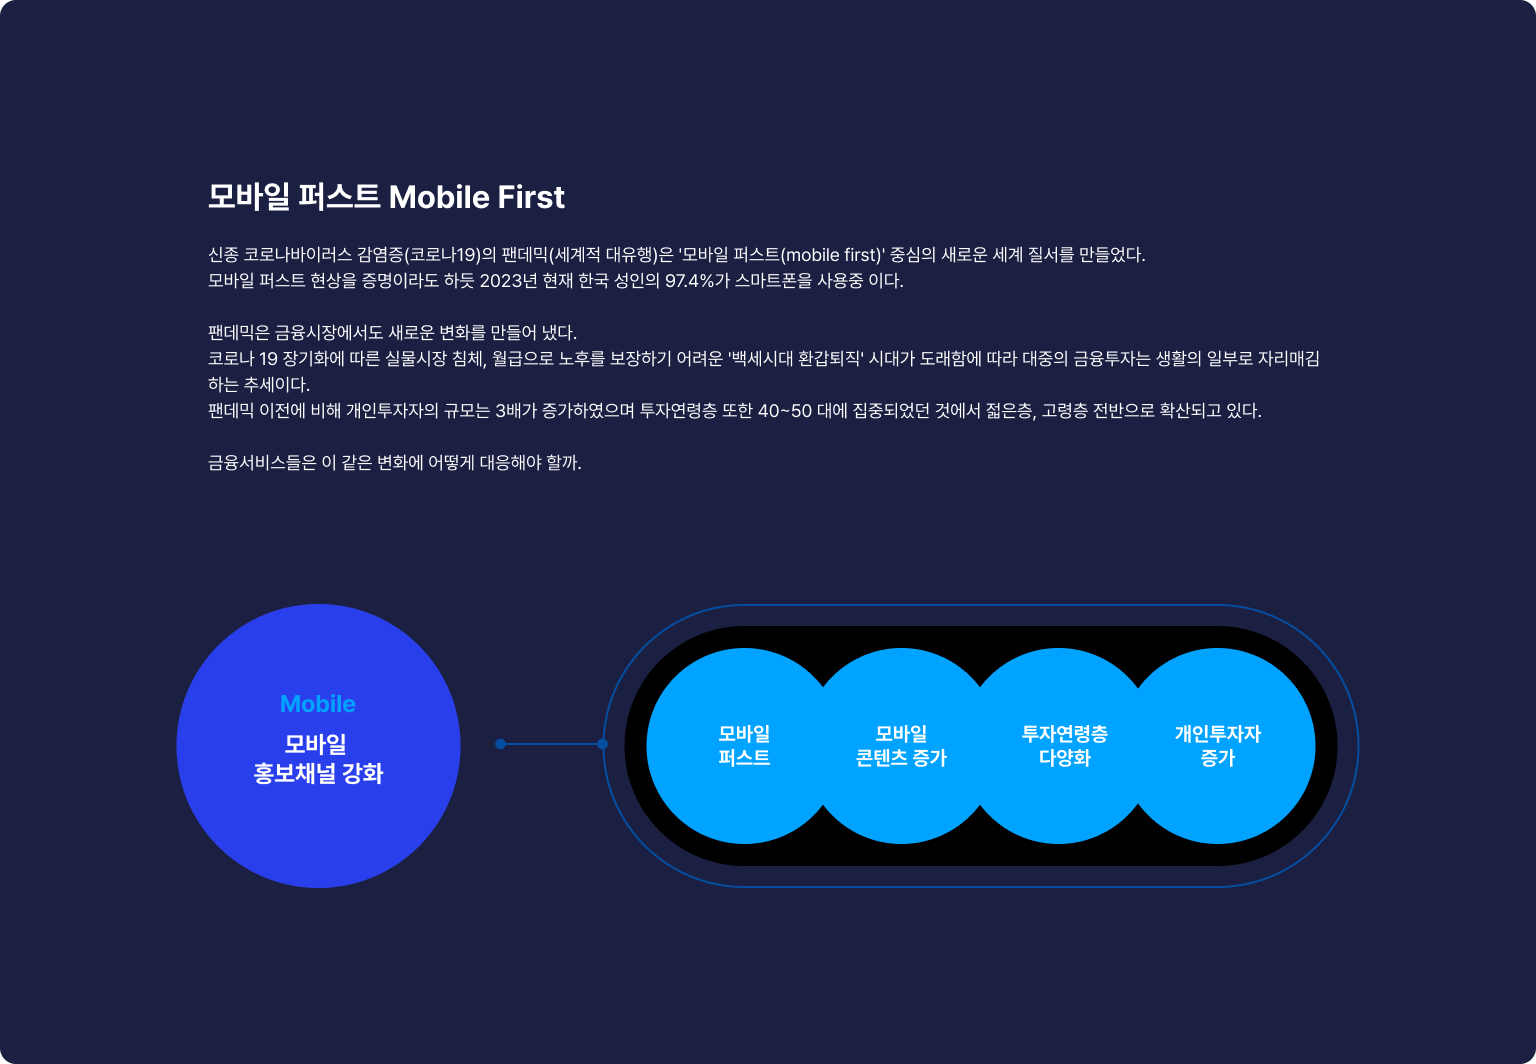 모바일 퍼스트 Mobile First
신종 코로나바이러스 감염증(코로나19)의 팬데믹(세계적 대유행)은 '모바일 퍼스트(mobile first)' 중심의 새로운 세계 질서를 만들었다.
모바일 퍼스트 현상을 증명이라도 하듯 2023년 현재 한국 성인의 97.4%가 스마트폰을 사용중 이다.
팬데믹은 금융시장에서도 새로운 변화를 만들어 냈다.
코로나 19 장기화에 따른 실물시장 침체, 월급으로 노후를 보장하기 어려운 '백세시대 환갑퇴직' 시대가 도래함에 따라 대중의 금융투자는 생활의 일부로 자리매김
하는 추세이다.
팬데믹 이전에 비해 개인투자자의 규모는 3배가 증가하였으며 투자연령층 또한 40~50 대에 집중되었던 것에서 젊은층, 고령층 전반으로 확산되고 있다.
금융서비스들은 이 같은 변화에 어떻게 대응해야 할까.
Mobile
모바일
홍보채널 강화
모바일
퍼스트
모바일
콘텐츠 증가
투자연령층
다양화
개인투자자
증가